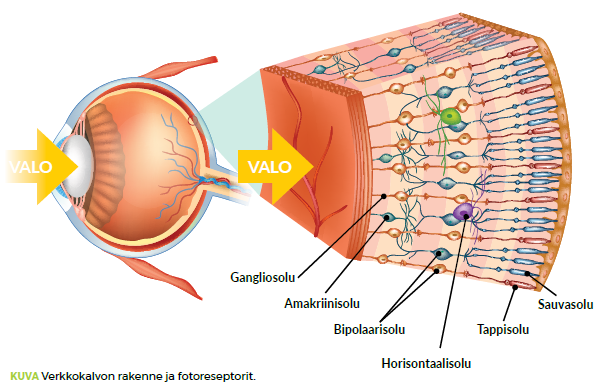 VALO
VALO
Gangliosolu
Amakriinisolu
Bipolaarisolu
Horisontaalisolu
Tappisolu
Sauvasolu
KUVA Verkkokalvon rakenne ja fotoreseptorit.